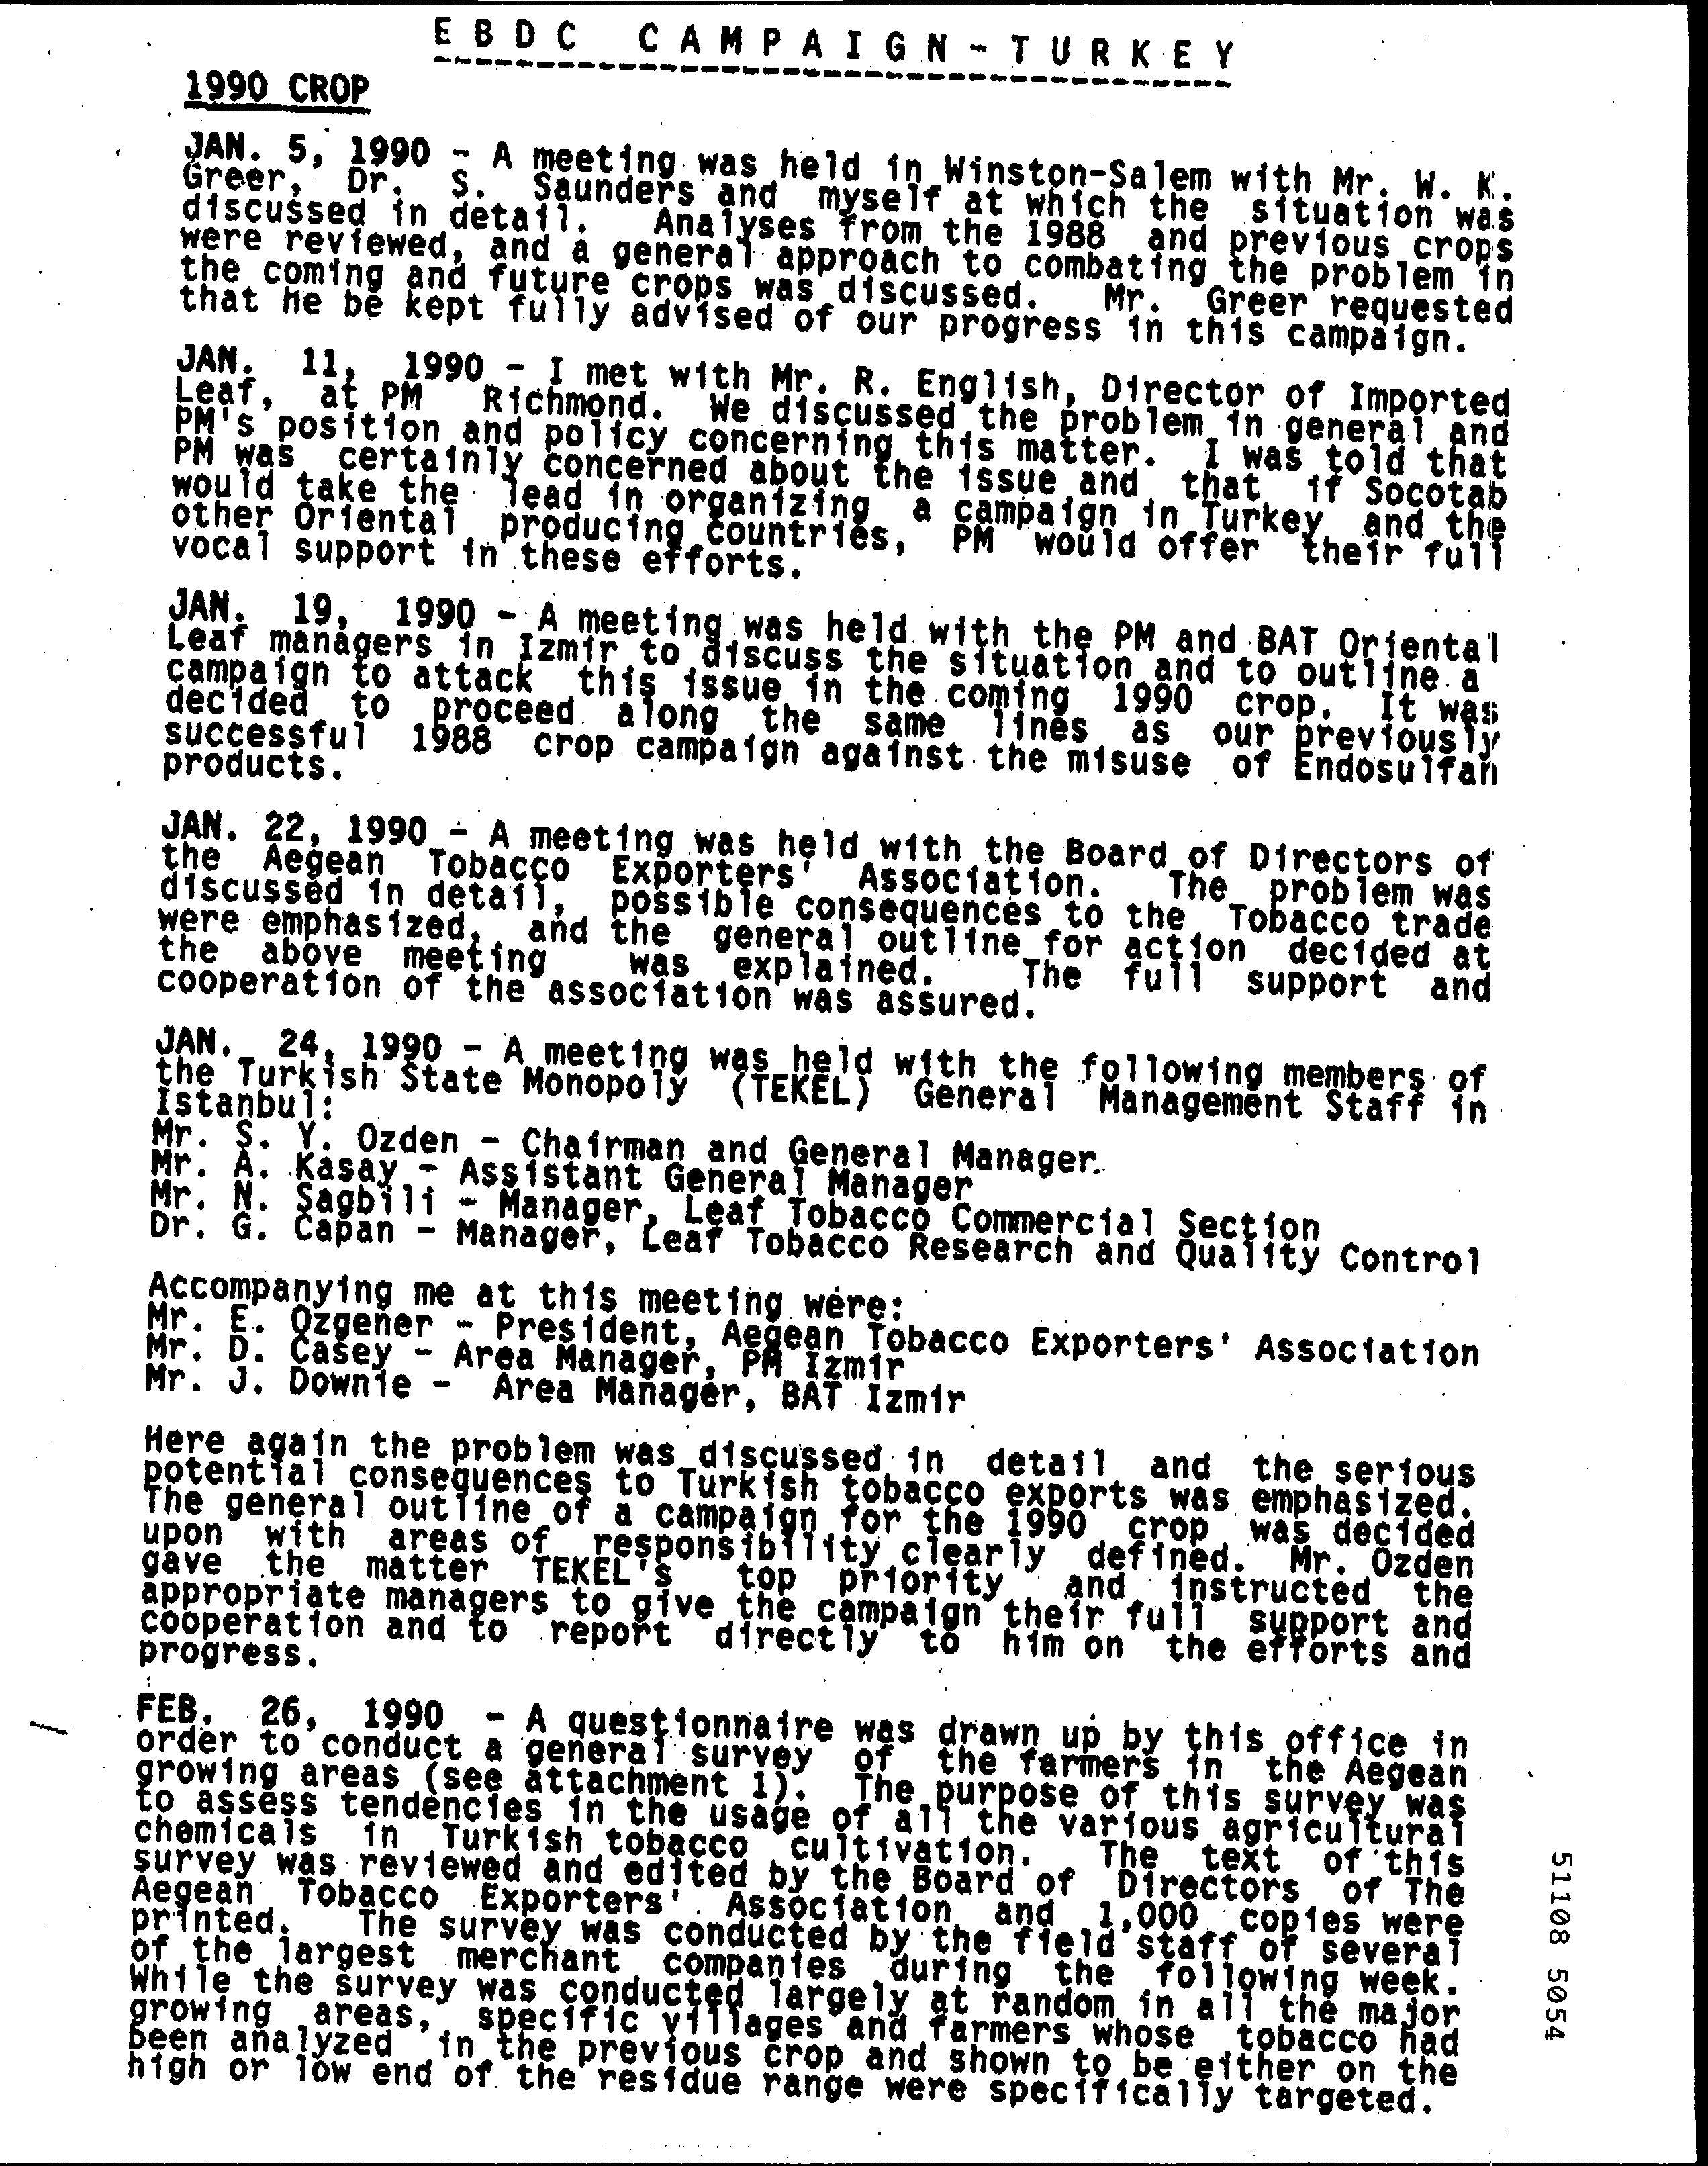 EBDC CAMPAIGN-TURKEY
1990 CROP
JAN. 5, 1990 - A meeting was held in Winston-Salem with Mr. W. K.
Greer, Dr. S. Saunders and myself at which the situation was
discussed in detail. Analyses from the 1988 and previous crops
were reviewed, and a general approach to combating the problem in
the coming and future crops was discussed. Mr. Greer requested
that he be kept fully advised of our progress in this campaign.
JAN. 11, 1990 - I met with Mr. R. English, Director of Imported
Leaf, at PM Richmond. We discussed the problem in general and
PM's position and policy concerning this matter. I was told that
PM was certainly concerned about the issue and that if Socotab
would take the lead in organizing a campaign in Turkey and the
other Oriental producing countries, PM would offer their full
vocal support in these efforts.
JAN. 19, 1990 - A meeting was held with the PM and BAT Oriental
Leaf managers in Izmir to discuss the situation and to outline a
campaign to attack this issue in the coming 1990 crop. It was
decided to proceed along the same lines as our previously
successful 1988 crop campaign against the misuse of Endosulfan
products.
JAN. 22, 1990 - A meeting was held with the Board of Directors of
the Aegean Tobacco Exporters' Association. The problem was
discussed in detail, possible consequences to the Tobacco trade
were emphasized, and the general outline for action decided at
the above meeting was explained. The full support and
cooperation of the association was assured.
JAN. 24, 1990 - A meeting was held with the following members of
the Turkish State Monopoly (TEKEL) General Management Staff in
Istanbul:
Mr. S. Y. Ozden - Chairman and General Manager.
Mr. A. Kasay - Assistant General Manager
Mr. N. Sagbili - Manager, Leaf Tobacco Commercial Section
Dr. G. Capan - Manager, Leaf Tobacco Research and Quality Control
Accompanying me at this meeting were:
Mr. E. Ozgener - President, Aegean Tobacco Exporters' Association
Mr. D. Casey - Area Manager, PM Izmir
Mr. J. Downie - Area Manager, BAT Izmir
Here again the problem was discussed in detail and the serious
potential consequences to Turkish tobacco exports was emphasized.
The general outline of a campaign for the 1990 crop was decided
upon with areas of responsibility clearly defined. Mr. Ozden
gave the matter TEKEL's top priority and instructed the
appropriate managers to give the campaign their full support and
cooperation and to report directly to him on the efforts and
progress.
FEB. 26, 1990 - A questionnaire was drawn up by this office in
order to conduct a general survey of the farmers in the Aegean
growing areas (see attachment 1). The purpose of this survey was
to assess tendencies in the usage of all the various agricultural
chemicals in Turkish tobacco cultivation. The text of this
survey was reviewed and edited by the Board of Directors of The
Aegean Tobacco Exporters' Association and 1,000 copies were
printed. The survey was conducted by the field staff of several
of the largest merchant companies during the following week.
While the survey was conducted largely at random in all the major
growing areas, specific villages and farmers whose tobacco had
been analyzed in the previous crop and shown to be either on the
high or low end of the residue range were specifically targeted.
51108 5054